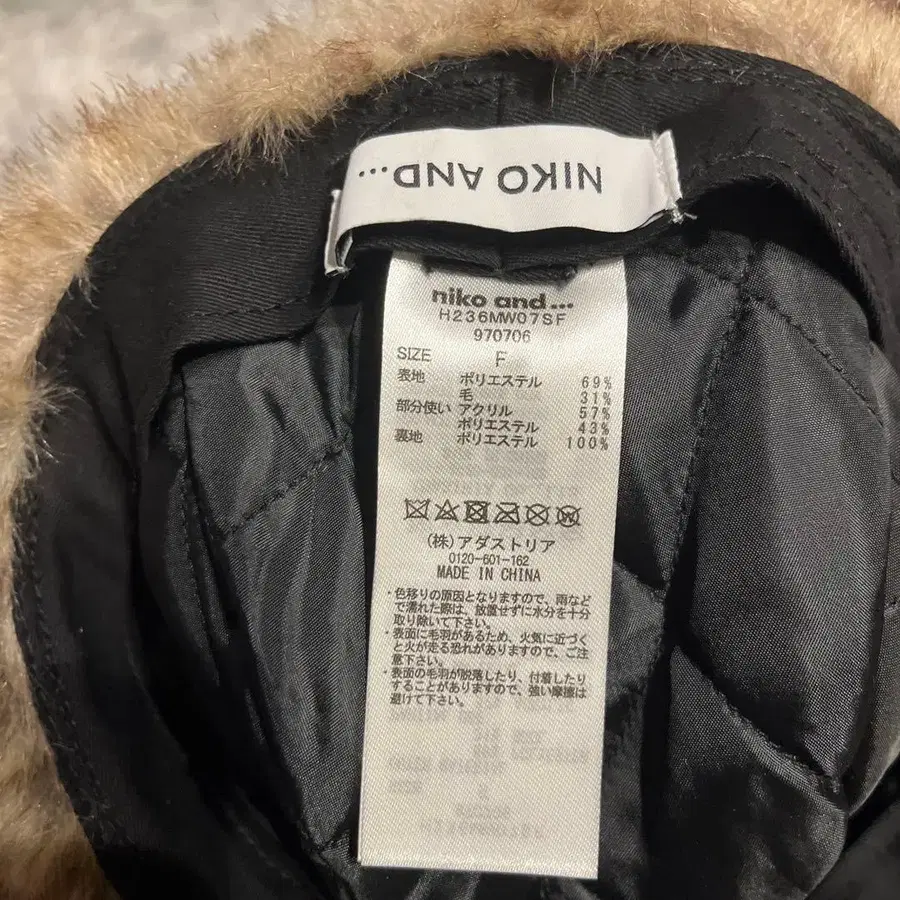 NIKO AND...
niko and...
H236MW07SF
970706
SIZE F
表地 ポリエステル 69%
毛 31%
部分使い アクリル 57%
ポリエステル 43%
裏地 ポリエステル 100%
(株)アダストリア
0120-601-162
MADE IN CHINA
・色移りの原因となりますので、雨など
で濡れた際は、放置せずに水分を十分
取り除いて下さい。
・表面に毛羽があるため、火気に近づく
と火が走る恐れがありますので、ご注
意下さい。
・表面の毛羽が脱落したり、付着したり
することがありますので、強い摩擦は
避けて下さい。